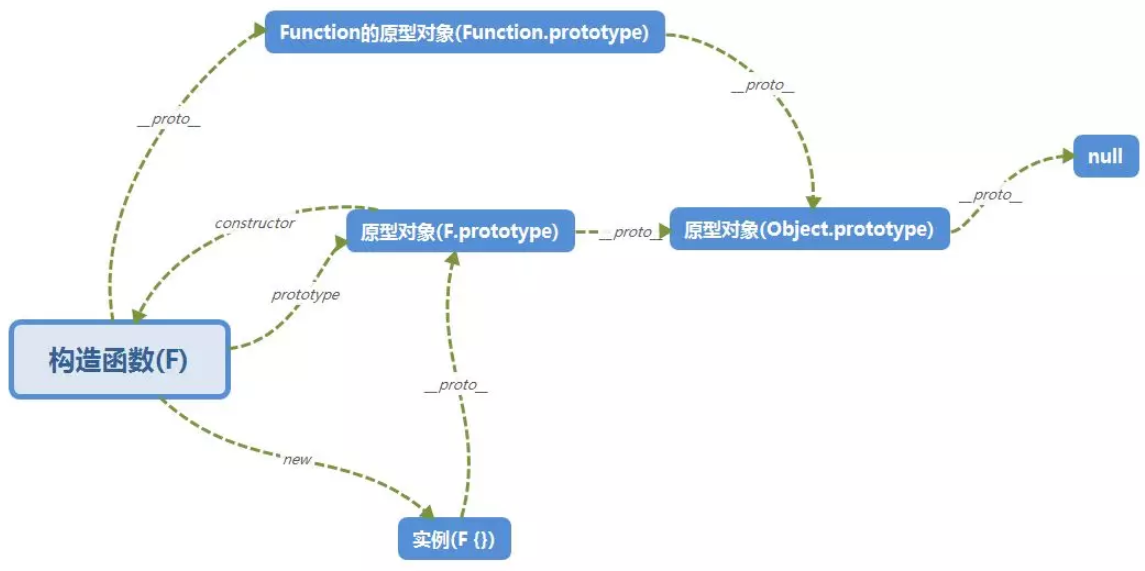 Function的原型对象(Function.prototype)
__proto__
__proto__
null
__proto__
constructor
原型对象(F.prototype)
__proto__
原型对象(Object.prototype)
prototype
构造函数(F)
__proto__
new
实例(F {})